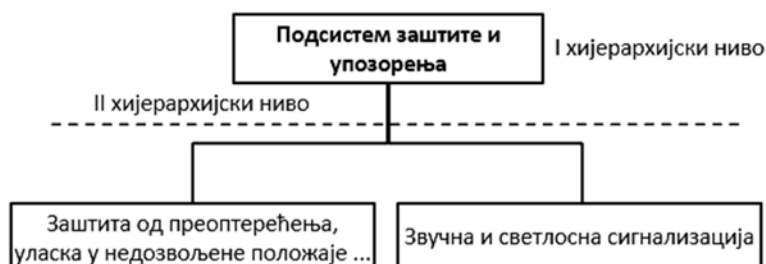 Подсистем заштите и
упозорења
I хијерархијски ниво
II хијерархијски ниво
Заштита од преоптерећења,
уласка у недозвољене положаје ...
Звучна и светлосна сигнализација